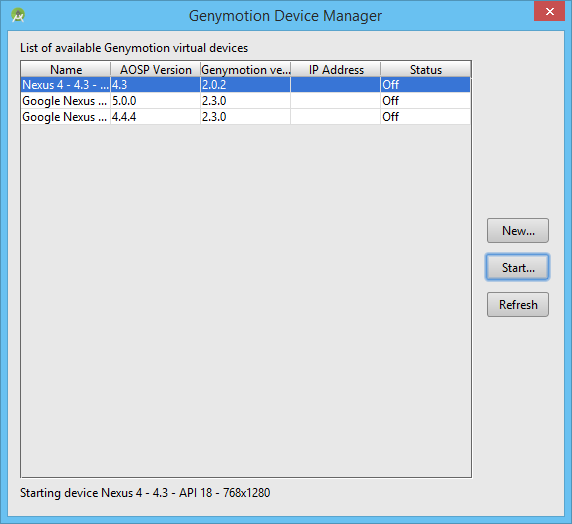 Genymotion Device Manager
List of available Genymotion virtual devices
Name AOSP Version Genymotion ve... IP Address Status
Nexus 4 - 4.3 - ... 4.3 2.0.2 Off
Google Nexus ... 5.0.0 2.3.0 Off
Google Nexus ... 4.4.4 2.3.0 Off
New...
Start...
Refresh
Starting device Nexus 4 - 4.3 - API 18 - 768x1280